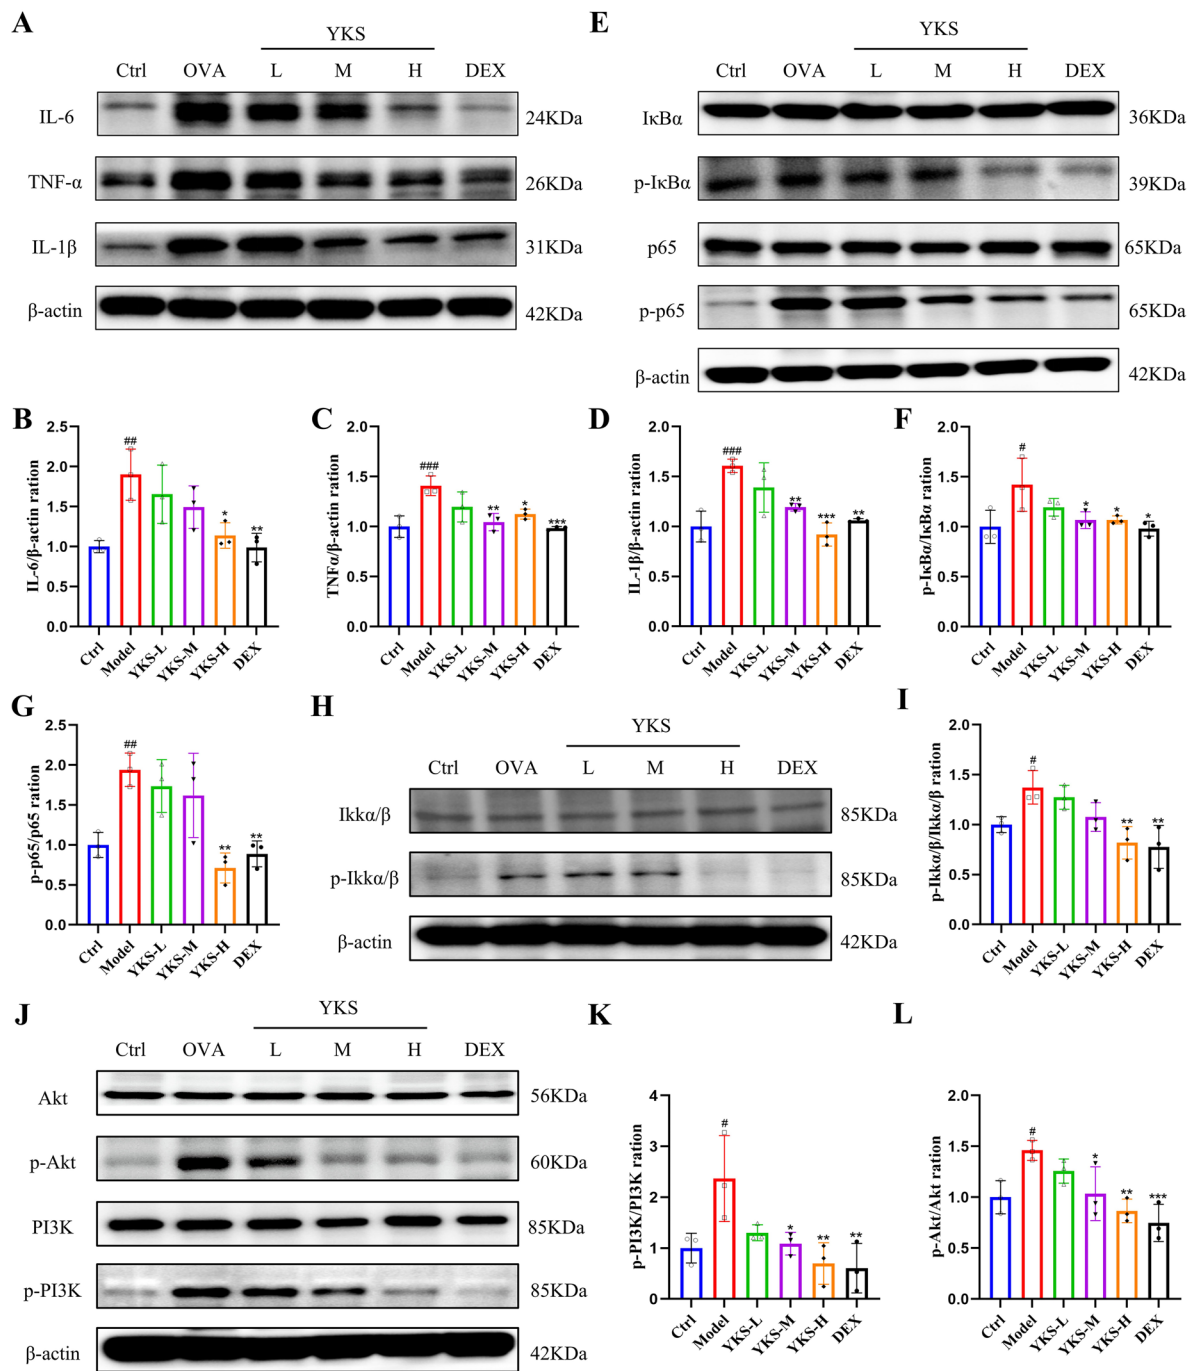 A
YKS
Ctrl OVA L M H DEX
IL-6 24KDa
TNF-α 26KDa
IL-1β 31KDa
β-actin 42KDa
E
YKS
Ctrl OVA L M H DEX
IκBα 36KDa
p-IκBα 39KDa
p65 65KDa
p-p65 65KDa
β-actin 42KDa
B
IL-6/β-actin ration
2.5
2.0
1.5
1.0
0.5
0.0
##
*
**
Ctrl Model YKS-L YKS-M YKS-H DEX
C
TNFα/β-actin ration
2.0
1.5
1.0
0.5
0.0
###
**
*
***
Ctrl Model YKS-L YKS-M YKS-H DEX
D
IL-1β/β-actin ration
2.0
1.5
1.0
0.5
0.0
###
**
***
**
Ctrl Model YKS-L YKS-M YKS-H DEX
F
p-IκBα/IκBα ration
2.0
1.5
1.0
0.5
0.0
#
*
*
*
Ctrl Model YKS-L YKS-M YKS-H DEX
G
p-p65/p65 ration
2.5
2.0
1.5
1.0
0.5
0.0
##
**
**
Ctrl Model YKS-L YKS-M YKS-H DEX
H
YKS
Ctrl OVA L M H DEX
Ikkα/β 85KDa
p-Ikkα/β 85KDa
β-actin 42KDa
I
p-Ikkα/β/Ikkα/β ration
2.0
1.5
1.0
0.5
0.0
#
**
**
Ctrl Model YKS-L YKS-M YKS-H DEX
J
YKS
Ctrl OVA L M H DEX
Akt 56KDa
p-Akt 60KDa
PI3K 85KDa
p-PI3K 85KDa
β-actin 42KDa
K
p-PI3K/PI3K ration
4
3
2
1
0
#
*
**
**
Ctrl Model YKS-L YKS-M YKS-H DEX
L
p-Akt/Akt ration
2.0
1.5
1.0
0.5
0.0
#
*
**
***
Ctrl Model YKS-L YKS-M YKS-H DEX